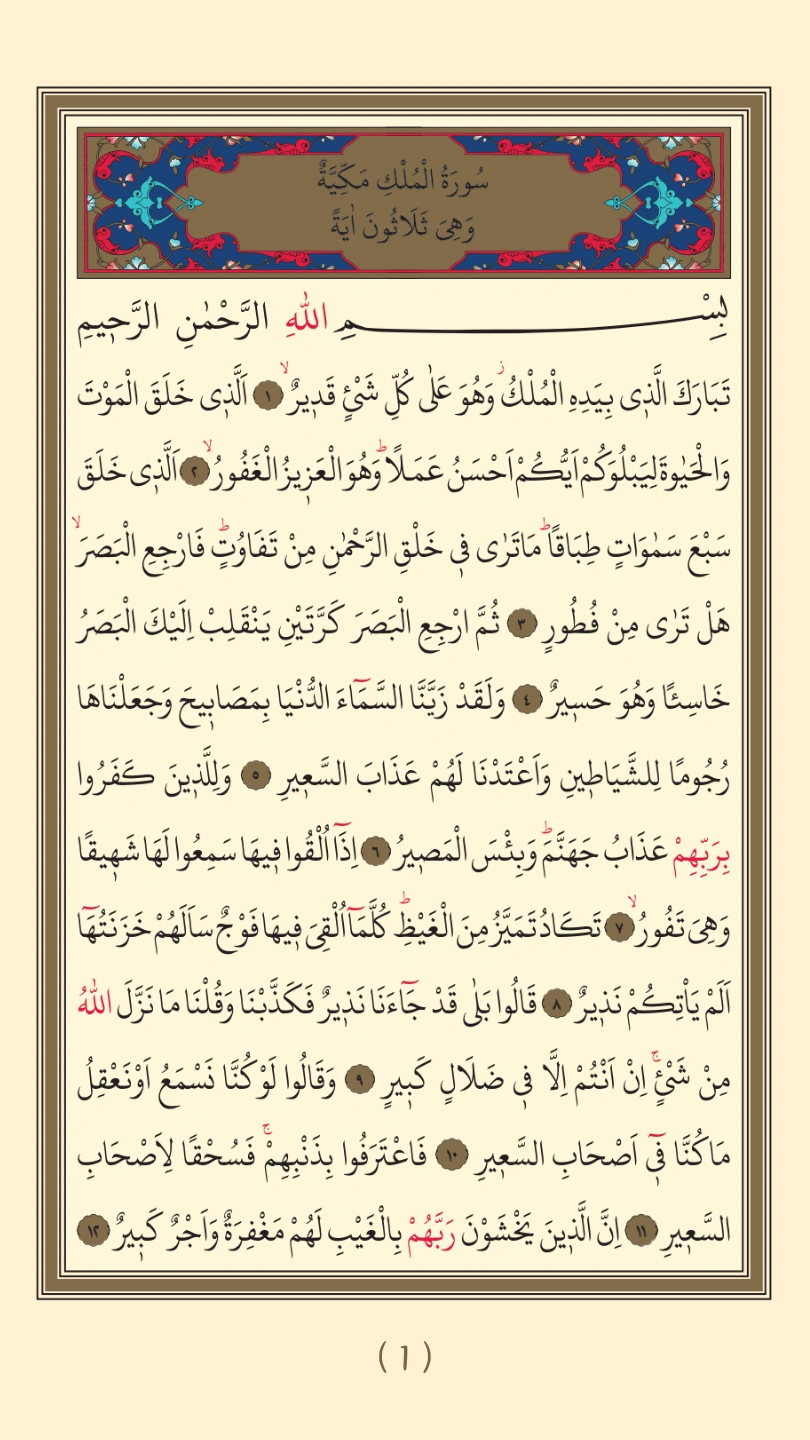 سُورَةُ الْمُلْكِ مَكِّيَّةٌ
وَهِىَ ثَلَاثُونَ اٰيَةً
بِسْمِ اللّٰهِ الرَّحْمٰنِ الرَّحٖيمِ
تَبَارَكَ الَّذٖى بِيَدِهِ الْمُلْكُؗ وَهُوَ عَلٰى كُلِّ شَىْءٍ قَدٖيرٌۙ ﴿١﴾ اَلَّذٖى خَلَقَ الْمَوْتَ
وَالْحَيٰوةَ لِيَبْلُوَكُمْ اَيُّكُمْ اَحْسَنُ عَمَلًاؕ وَهُوَ الْعَزٖيزُ الْغَفُورُۙ ﴿٢﴾ اَلَّذٖى خَلَقَ
سَبْعَ سَمٰوَاتٍ طِبَاقًاؕ مَا تَرٰى فٖى خَلْقِ الرَّحْمٰنِ مِنْ تَفَاوُتٍؕ فَارْجِعِ الْبَصَرَۙ
هَلْ تَرٰى مِنْ فُطُورٍ ﴿٣﴾ ثُمَّ ارْجِعِ الْبَصَرَ كَرَّتَيْنِ يَنْقَلِبْ اِلَيْكَ الْبَصَرُ
خَاسِئًا وَهُوَ حَسٖيرٌ ﴿٤﴾ وَلَقَدْ زَيَّنَّا السَّمَٓاءَ الدُّنْيَا بِمَصَابٖيحَ وَجَعَلْنَاهَا
رُجُومًا لِلشَّيَاطٖينِ وَاَعْتَدْنَا لَهُمْ عَذَابَ السَّعٖيرِ ﴿٥﴾ وَلِلَّذٖينَ كَفَرُوا
بِرَبِّهِمْ عَذَابُ جَهَنَّمَؕ وَبِئْسَ الْمَصٖيرُ ﴿٦﴾ اِذَٓا اُلْقُوا فٖيهَا سَمِعُوا لَهَا شَهٖيقًا
وَهِىَ تَفُورُۙ ﴿٧﴾ تَكَادُ تَمَيَّزُ مِنَ الْغَيْظِؕ كُلَّمَٓا اُلْقِىَ فٖيهَا فَوْجٌ سَاَلَهُمْ خَزَنَتُهَٓا
اَلَمْ يَاْتِكُمْ نَذٖيرٌ ﴿٨﴾ قَالُوا بَلٰى قَدْ جَٓاءَنَا نَذٖيرٌ فَكَذَّبْنَا وَقُلْنَا مَا نَزَّلَ اللّٰهُ
مِنْ شَىْءٍۚ اِنْ اَنْتُمْ اِلَّا فٖى ضَلَالٍ كَبٖيرٍ ﴿٩﴾ وَقَالُوا لَوْ كُنَّا نَسْمَعُ اَوْ نَعْقِلُ
مَا كُنَّا فٖٓى اَصْحَابِ السَّعٖيرِ ﴿١٠﴾ فَاعْتَرَفُوا بِذَنْبِهِمْۚ فَسُحْقًا لِاَصْحَابِ
السَّعٖيرِ ﴿١١﴾ اِنَّ الَّذٖينَ يَخْشَوْنَ رَبَّهُمْ بِالْغَيْبِ لَهُمْ مَغْفِرَةٌ وَاَجْرٌ كَبٖيرٌ ﴿١٢﴾
(1)